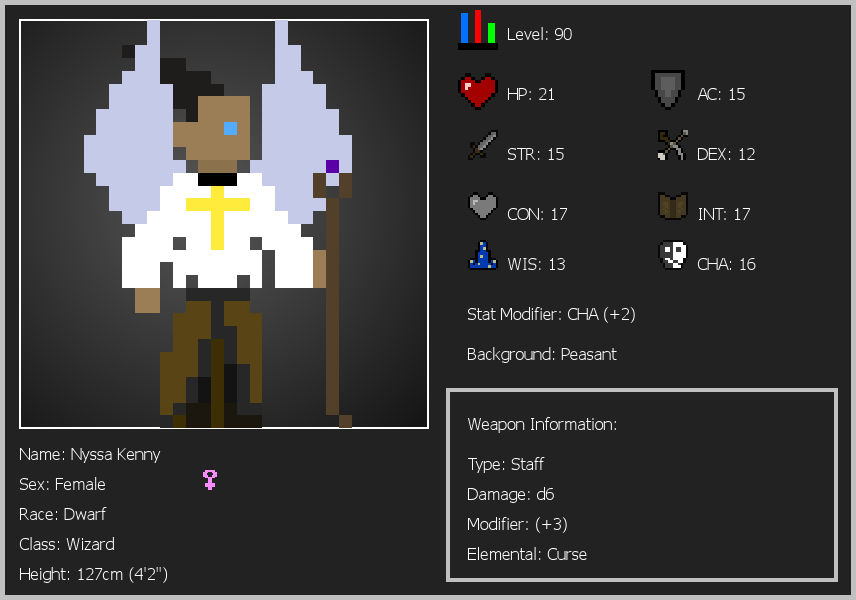 Level: 90
HP: 21
AC: 15
STR: 15
DEX: 12
CON: 17
INT: 17
WIS: 13
CHA: 16
Stat Modifier: CHA (+2)
Background: Peasant
Weapon Information:
Type: Staff
Damage: d6
Modifier: (+3)
Elemental: Curse
Name: Nyssa Kenny
Sex: Female
Race: Dwarf
Class: Wizard
Height: 127cm (4'2")